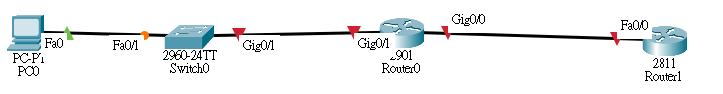 Fa0
PC-PT
PC0
Fa0/1
2960-24TT
Switch0
Gig0/1
Gig0/1
2901
Router0
Gig0/0
Fa0/0
2811
Router1